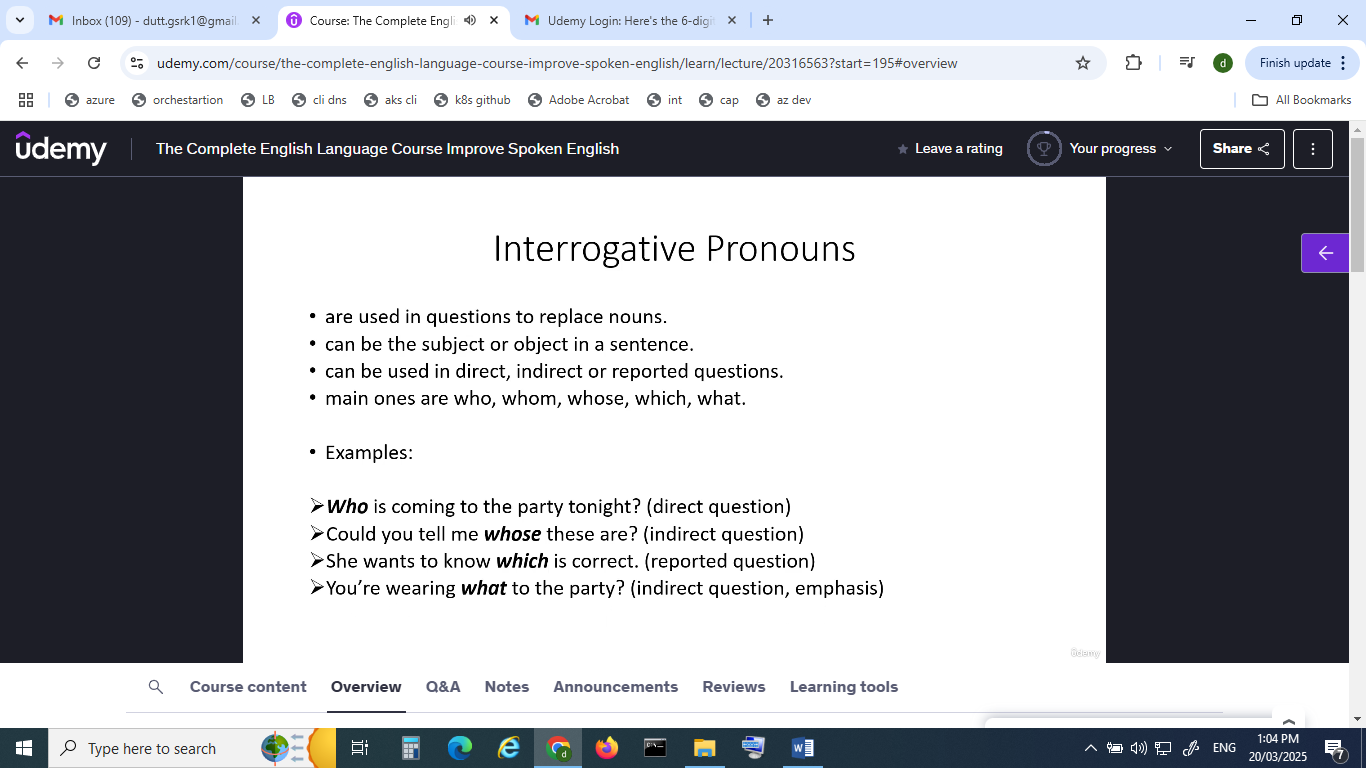 Inbox (109) - dutt.gsrk1@gmail.
Course: The Complete Engli
Udemy Login: Here's the 6-digi
udemy.com/course/the-complete-english-language-course-improve-spoken-english/learn/lecture/20316563?start=195#overview
d
Finish update
azure
orchestartion
LB
cli dns
aks cli
k8s github
Adobe Acrobat
int
cap
az dev
All Bookmarks
ûdemy
The Complete English Language Course Improve Spoken English
Leave a rating
Your progress
Share
Interrogative Pronouns
• are used in questions to replace nouns.
• can be the subject or object in a sentence.
• can be used in direct, indirect or reported questions.
• main ones are who, whom, whose, which, what.
• Examples:
➢Who is coming to the party tonight? (direct question)
➢Could you tell me whose these are? (indirect question)
➢She wants to know which is correct. (reported question)
➢You’re wearing what to the party? (indirect question, emphasis)
ûdemy
Course content
Overview
Q&A
Notes
Announcements
Reviews
Learning tools
Type here to search
d
ENG
1:04 PM
20/03/2025
7